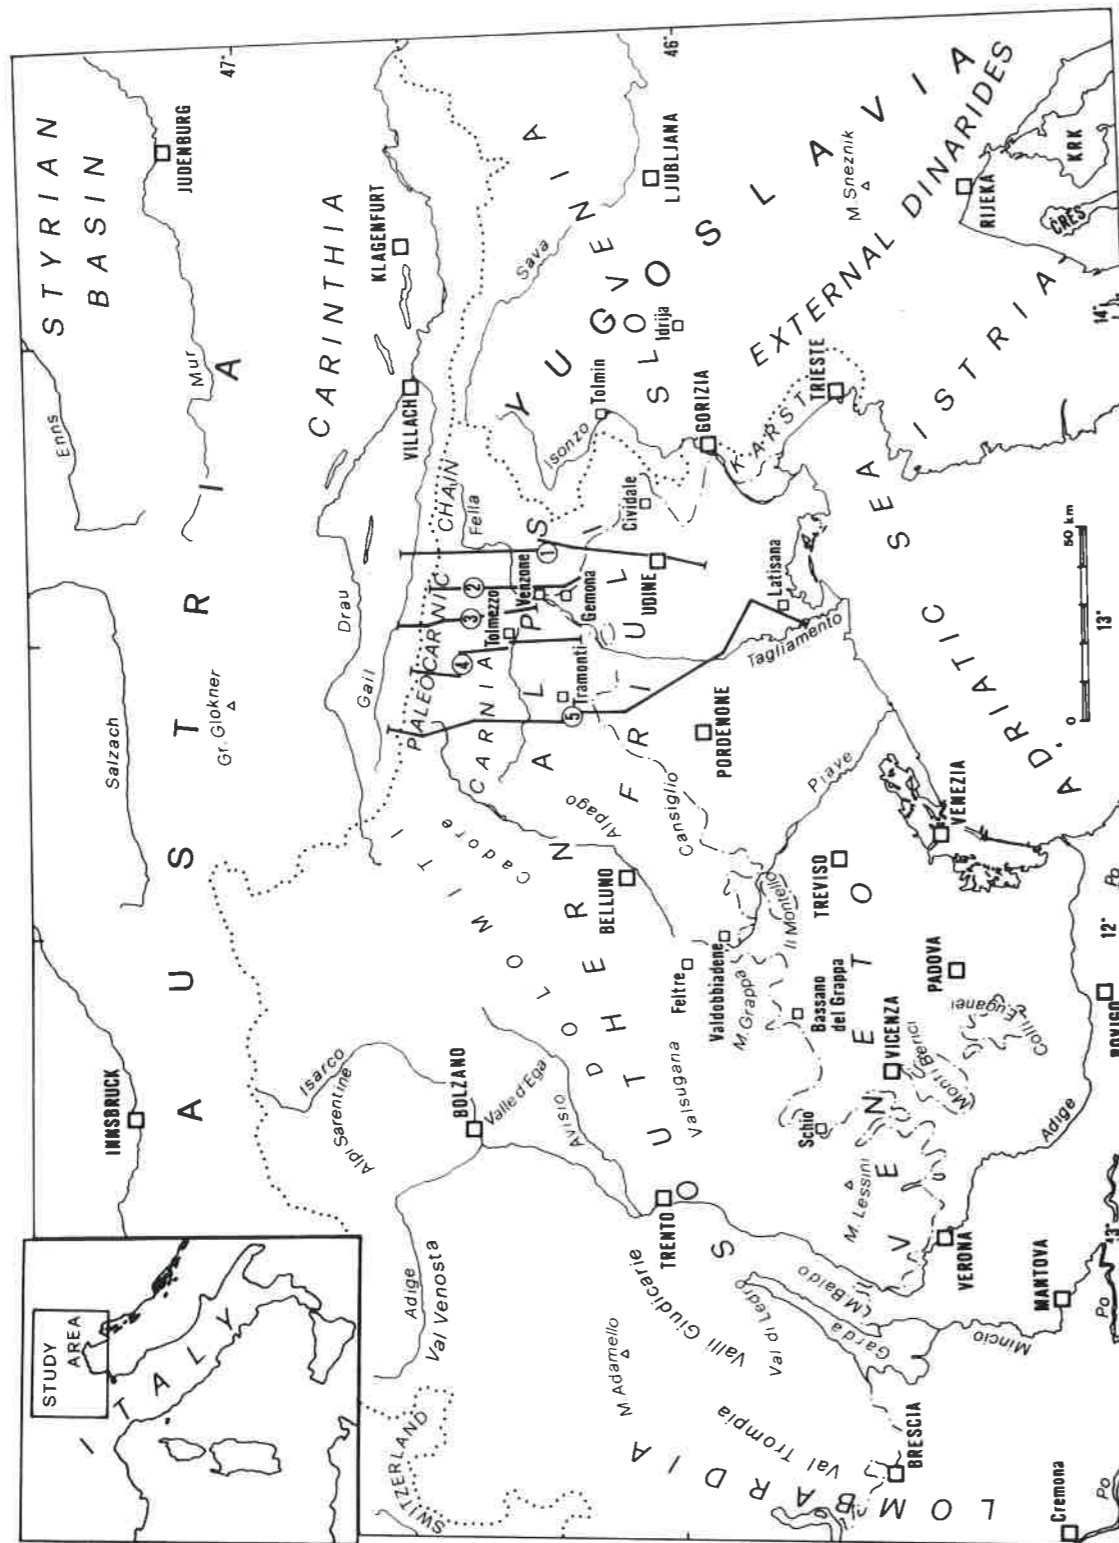 STUDY
AREA
ITALY
SWITZERLAND
INNSBRUCK
AUSTRIA
Salzach
Enns
Mur
STYRIAN
BASIN
JUDENBURG
47°
Gr. Glokner
Drau
Gail
CARINTHIA
KLAGENFURT
VILLACH
Isarco
Alpi
Sarentine
Adige
Val Venosta
BOLZANO
Valle d'Ega
Avisio
DOLOMITI
Cadore
PALEOCARNIC CHAIN
CARNIA
Fella
Tolmezzo
Venzone
Gemona
Tramonti
1
2
3
4
5
SOUTHERN ALPS
Sava
YUGOSLAVIA
SLOVENIA
LJUBLJANA
Isonzo
Tolmin
Idrija
Cividale
GORIZIA
UDINE
FRIULI
BELLUNO
Alpago
Cansiglio
PORDENONE
Tagliamento
Latisana
KARST
TRIESTE
EXTERNAL DINARIDES
M. Sneznik
46°
RIJEKA
KRK
CRES
ISTRIA
ADRIATIC SEA
AD.
M. Adamello
Valli Giudicarie
Val di Ledro
Val Trompia
LOMBARDIA
TRENTO
Valsugana
Feltre
Valdobbiadene
M. Grappa
Il Montello
Bassano
del Grappa
Piave
TREVISO
VENETO
Schio
M. Lessini
M. Baldo
Garda
BRESCIA
VERONA
VICENZA
Monti Berici
Colli Euganei
PADOVA
VENEZIA
Mincio
MANTOVA
Adige
ROVIGO
Cremona
Po
Po
Po
13°
12°
13°
14°
0
50 km